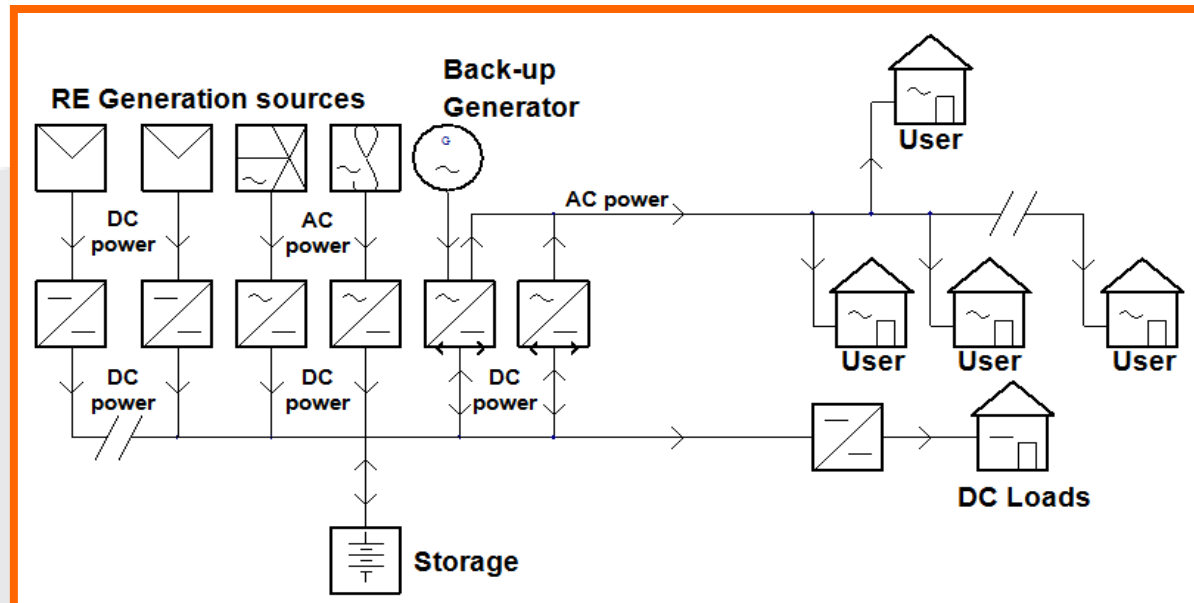 Back-up
Generator
RE Generation sources
G
User
AC power
DC
power
AC
power
User
User
User
DC
power
DC
power
DC
power
DC Loads
Storage